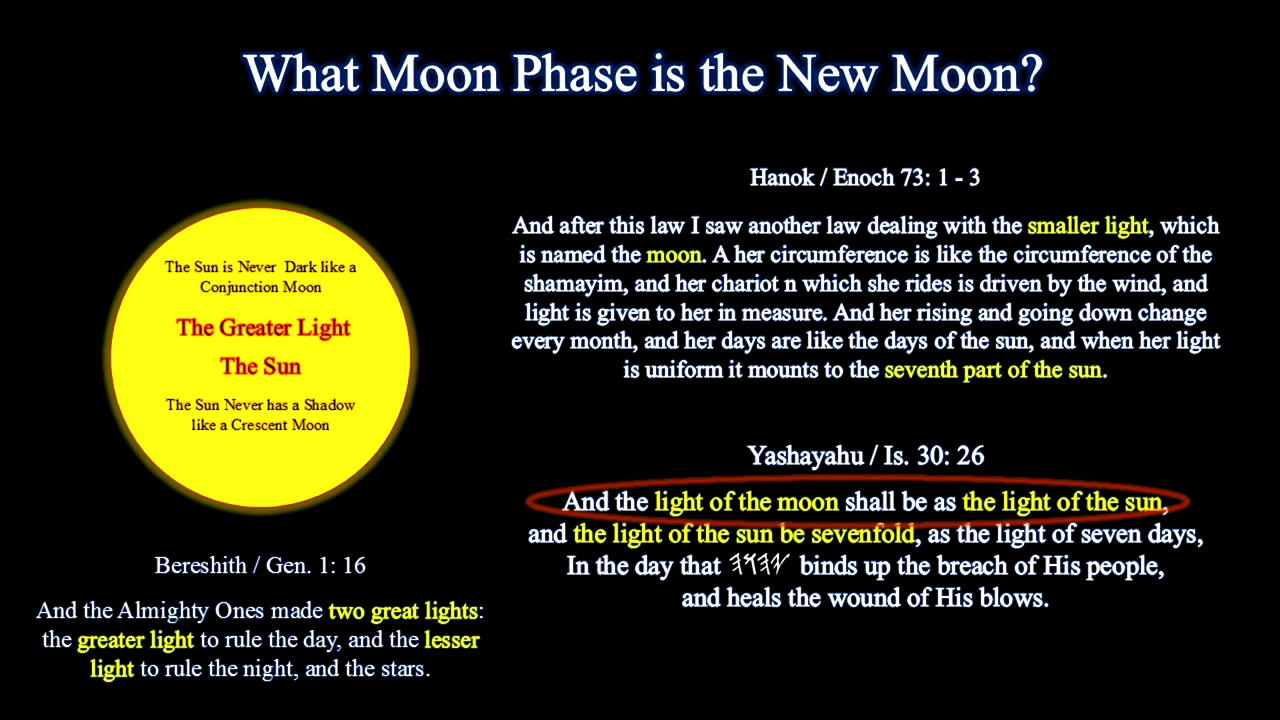 What Moon Phase is the New Moon?
The Sun is Never Dark like a
Conjunction Moon
The Greater Light
The Sun
The Sun Never has a Shadow
like a Crescent Moon
Bereshith / Gen. 1: 16
And the Almighty Ones made two great lights:
the greater light to rule the day, and the lesser
light to rule the night, and the stars.
Hanok / Enoch 73: 1 - 3
And after this law I saw another law dealing with the smaller light, which
is named the moon. A her circumference is like the circumference of the
shamayim, and her chariot n which she rides is driven by the wind, and
light is given to her in measure. And her rising and going down change
every month, and her days are like the days of the sun, and when her light
is uniform it mounts to the seventh part of the sun.
Yashayahu / Is. 30: 26
And the light of the moon shall be as the light of the sun,
and the light of the sun be sevenfold, as the light of seven days,
In the day that 𐤉𐤄𐤅𐤄 binds up the breach of His people,
and heals the wound of His blows.